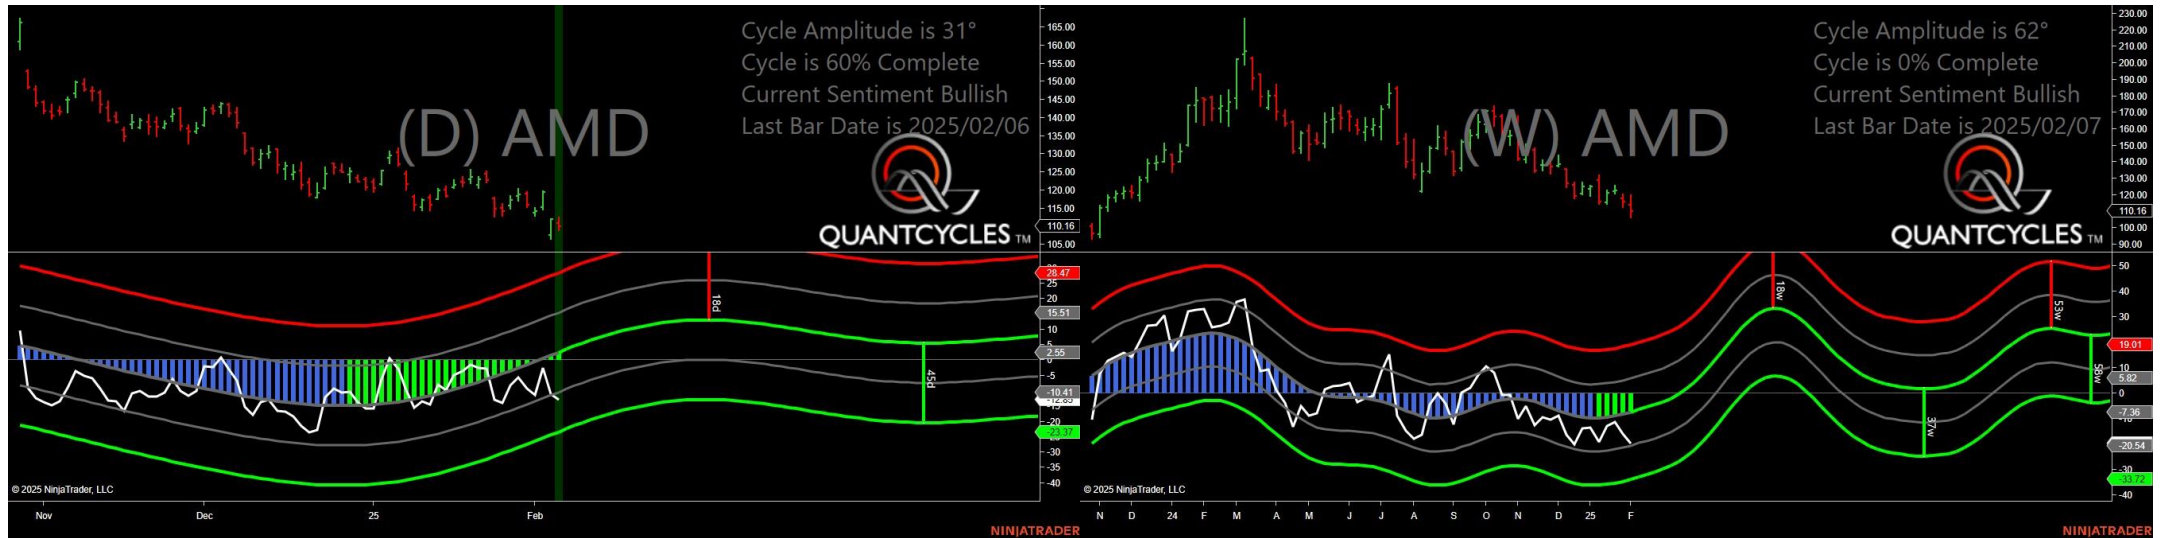 Cycle Amplitude is 31°
Cycle is 60% Complete
Current Sentiment Bullish
Last Bar Date is 2025/02/06
(D) AMD
QUANTCYCLES TM
165.00
160.00
155.00
150.00
145.00
140.00
135.00
130.00
125.00
120.00
115.00
110.16
105.00
28.47
25
20
15.51
10
2.55
-5
-10.41
-20
-23.37
-30
-35
-40
18d
45d
© 2025 NinjaTrader, LLC
Nov
Dec
25
Feb
NINJATRADER
Cycle Amplitude is 62°
Cycle is 0% Complete
Current Sentiment Bullish
Last Bar Date is 2025/02/07
(W) AMD
QUANTCYCLES TM
230.00
220.00
210.00
200.00
190.00
180.00
170.00
160.00
150.00
140.00
130.00
120.00
110.16
100.00
90.00
50
40
30
19.01
10
5.82
0
-7.36
-20.54
-30
-33.72
-40
18w
37w
53w
58w
© 2025 NinjaTrader, LLC
N
D
24
F
M
A
M
J
J
A
S
O
N
D
25
F
NINJATRADER